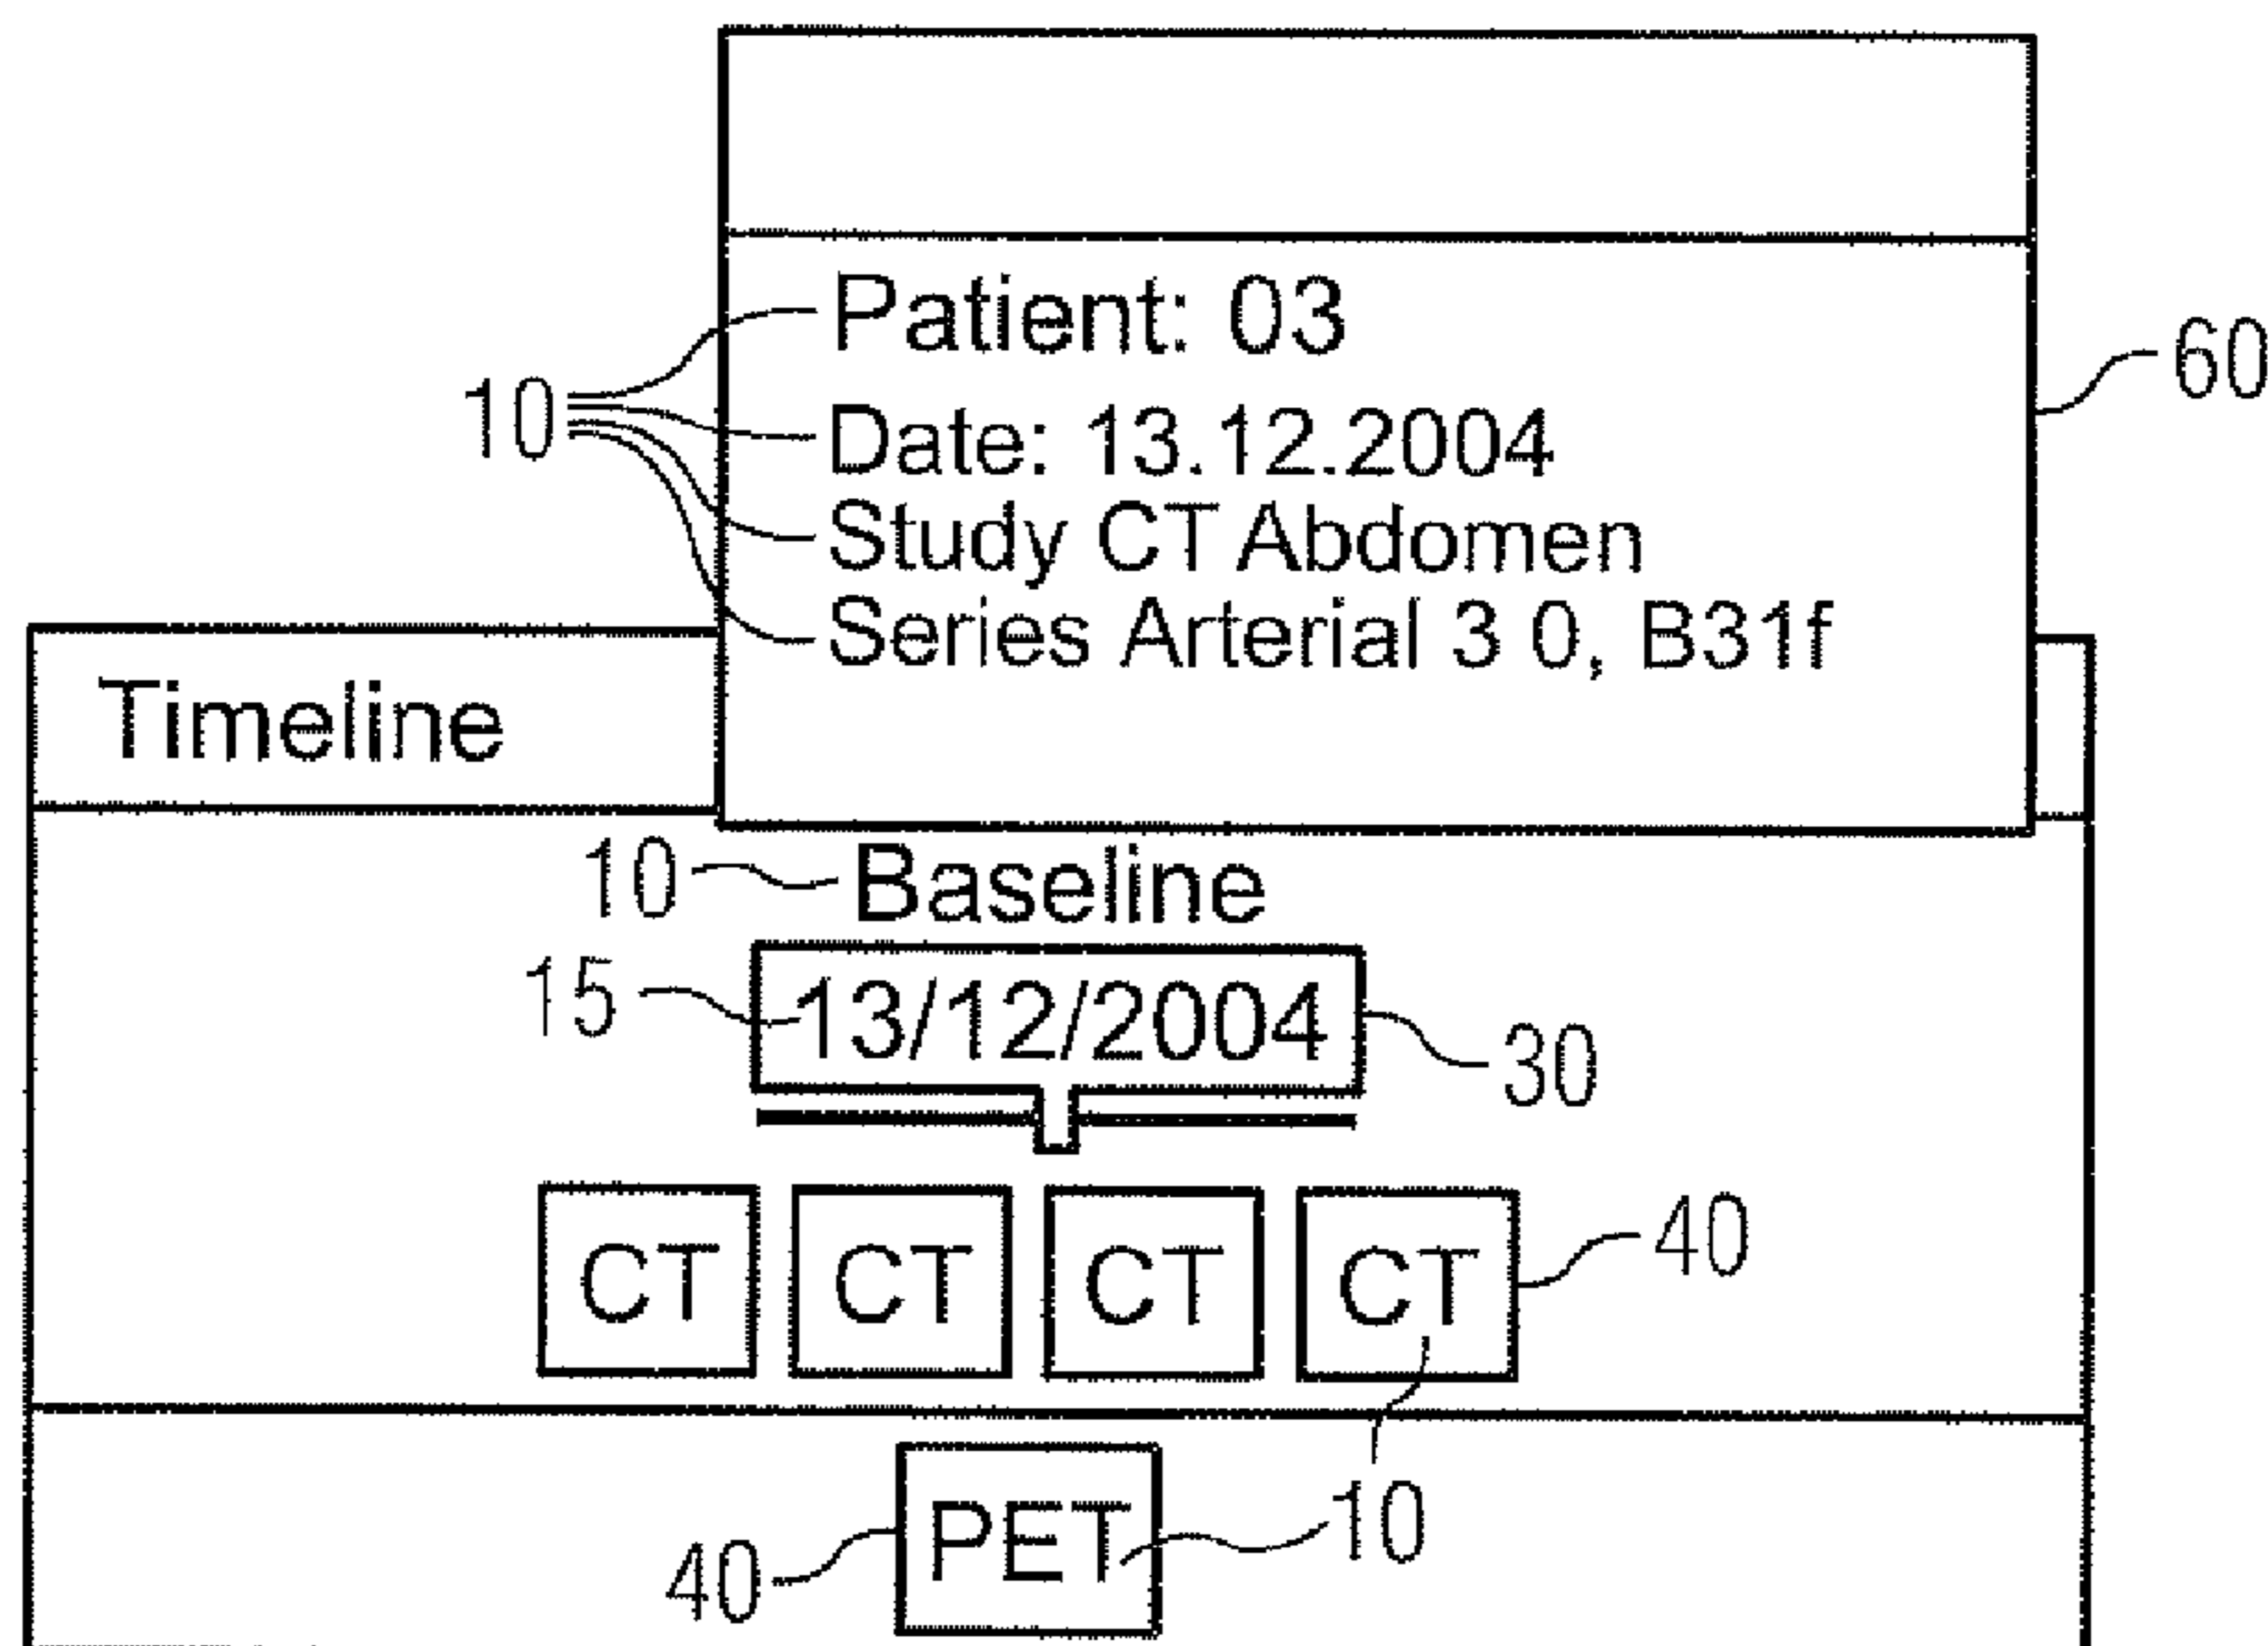 Patient: 03
10
60
Date: 13.12.2004
Study CT Abdomen
Series Arterial 3 0, B31f
Timeline
10 Baseline
15 13/12/2004
30
CT CT CT CT 40
10
PET
40